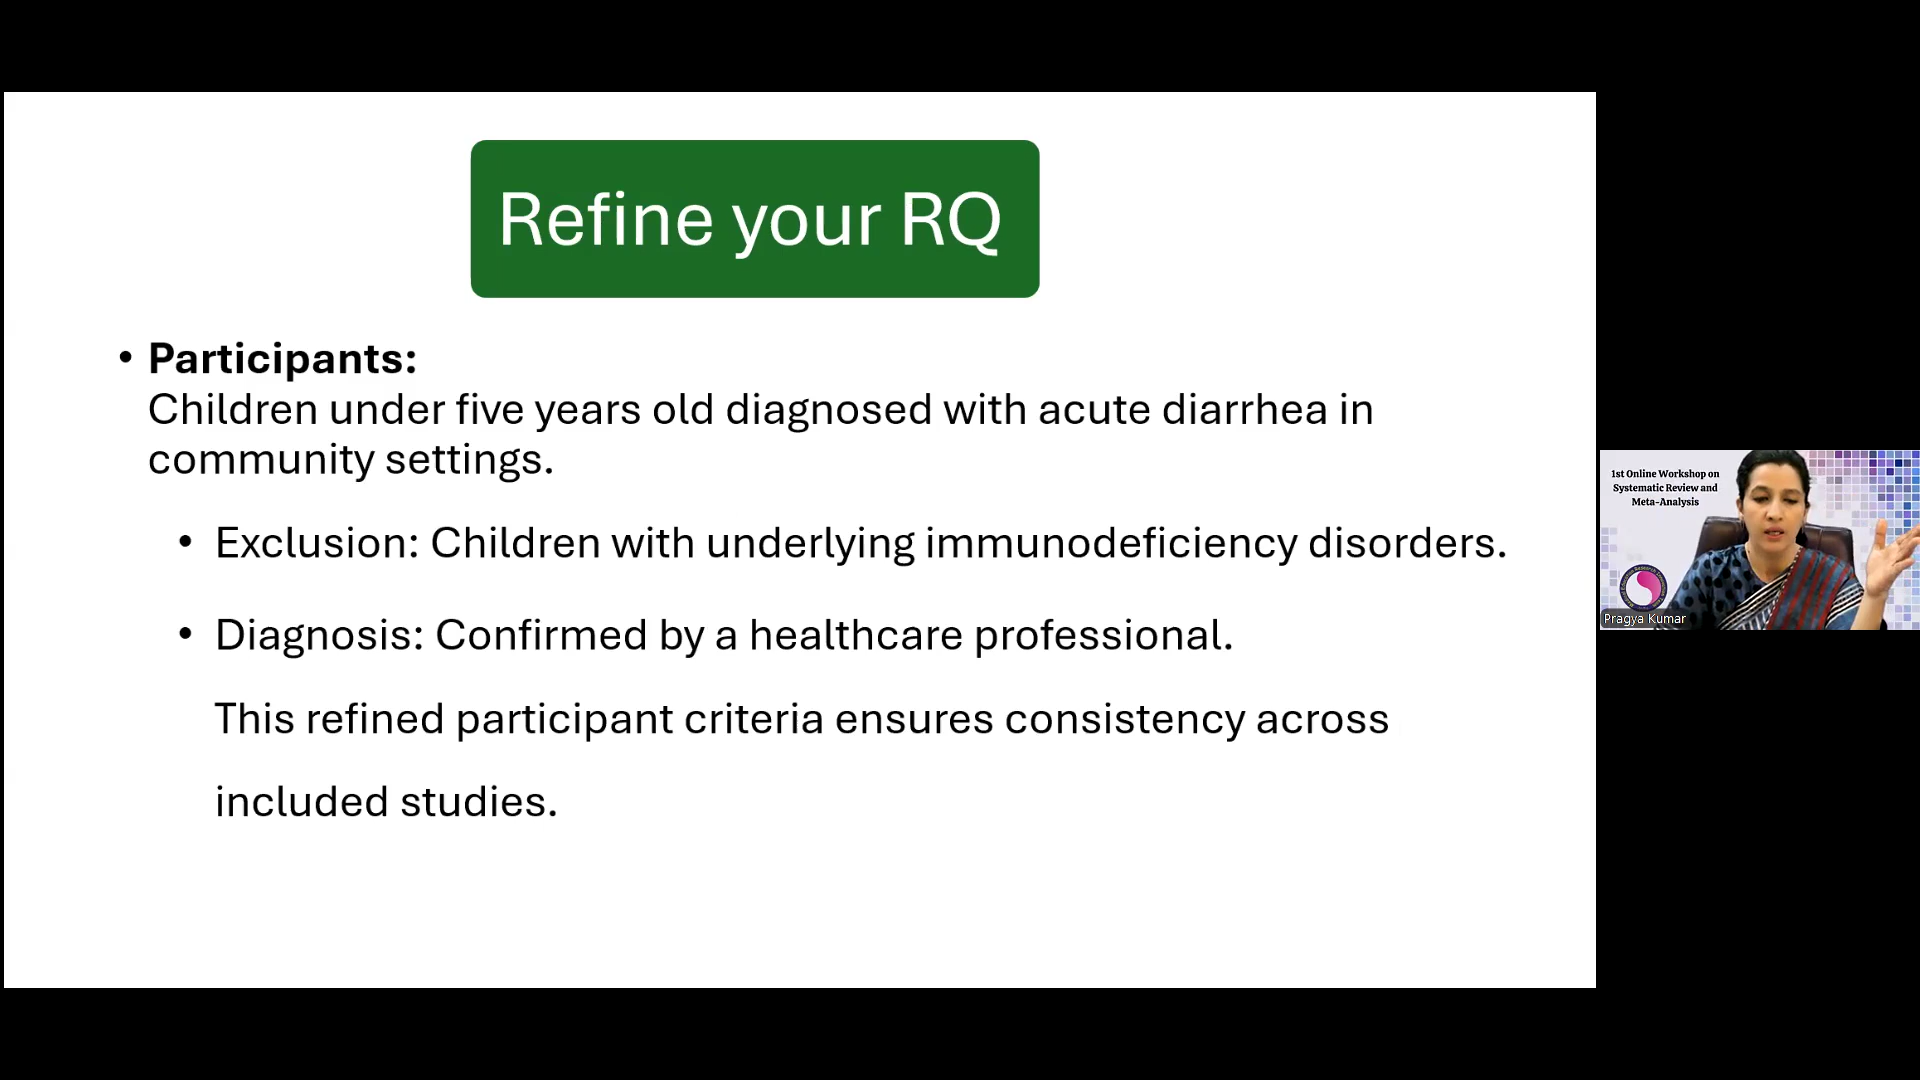 Refine your RQ
• Participants:
Children under five years old diagnosed with acute diarrhea in
community settings.
• Exclusion: Children with underlying immunodeficiency disorders.
• Diagnosis: Confirmed by a healthcare professional.
This refined participant criteria ensures consistency across
included studies.
1st Online Workshop on
Systematic Review and
Meta-Analysis
Pragya Kumar